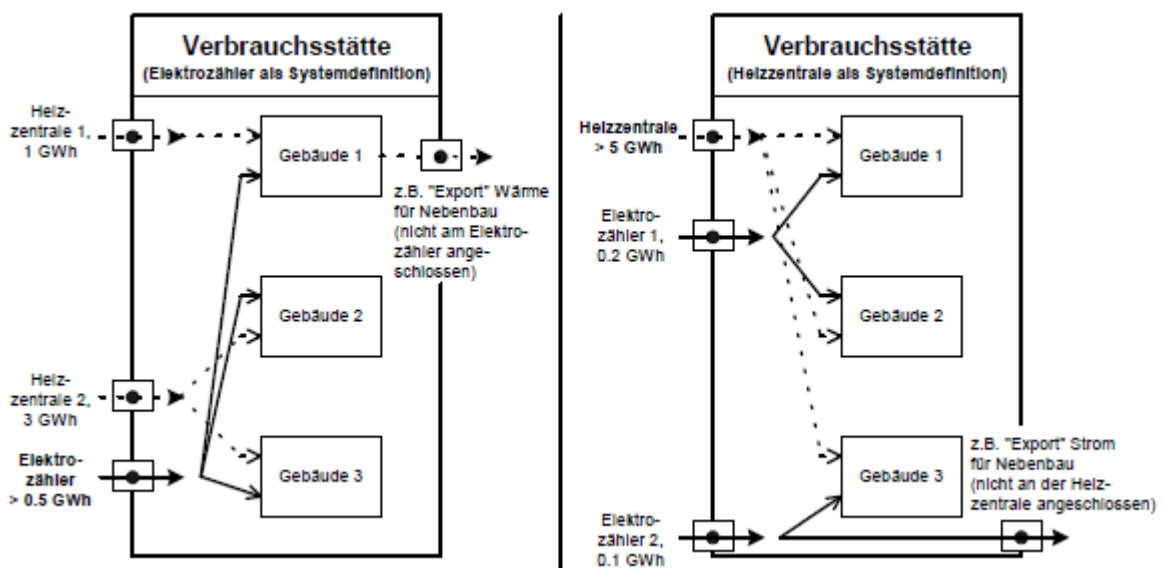 Verbrauchsstätte
(Elektrozähler als Systemdefinition)
Heiz-
zentrale 1,
1 GWh
Gebäude 1
z.B. "Export" Wärme
für Nebenbau
(nicht am Elektro-
zähler ange-
schlossen)
Gebäude 2
Heiz-
zentrale 2,
3 GWh
Elektro-
zähler
> 0.5 GWh
Gebäude 3
Verbrauchsstätte
(Heizzentrale als Systemdefinition)
Heizzentrale
> 5 GWh
Gebäude 1
Elektro-
zähler 1,
0.2 GWh
Gebäude 2
Gebäude 3
z.B. "Export" Strom
für Nebenbau
(nicht an der Heiz-
zentrale angeschlossen)
Elektro-
zähler 2,
0.1 GWh